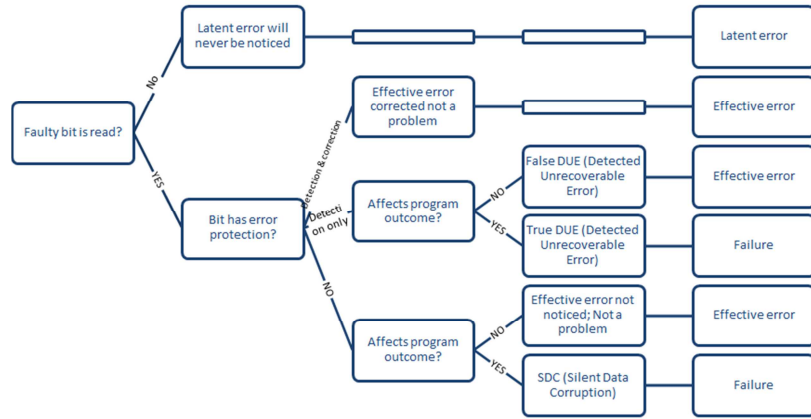 Latent error will
never be noticed
Latent error
No
Effective error
corrected not a
problem
Effective error
Faulty bit is read?
Detection & correction
YES
False DUE (Detected
Unrecoverable
Error)
Effective error
NO
Bit has error
protection?
Detecti
on only
Affects program
outcome?
YES
True DUE (Detected
Unrecoverable
Error)
Failure
NO
Effective error not
noticed; Not a
problem
Effective error
NO
Affects program
outcome?
YES
SDC (Silent Data
Corruption)
Failure